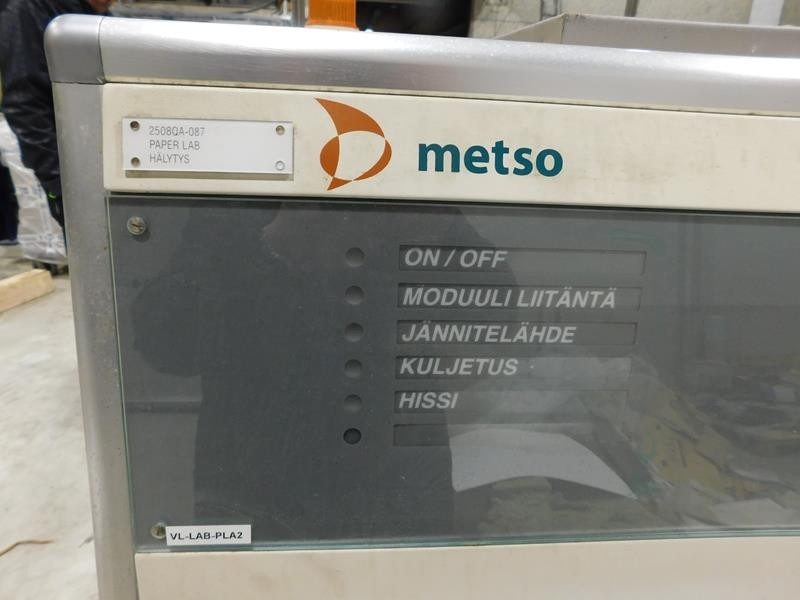 2508QA-087
PAPER LAB
HÄLYTYS
metso
ON / OFF
MODUULI LIITÄNTÄ
JÄNNITELÄHDE
KULJETUS
HISSI
VL-LAB-PLA2